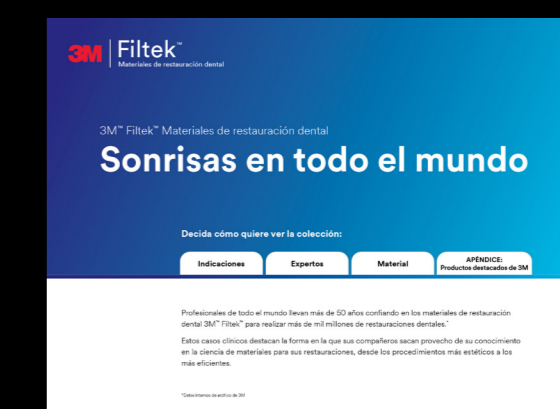 3M Filtek™
Materiales de restauración dental
3M™ Filtek™ Materiales de restauración dental
Sonrisas en todo el mundo
Decida cómo quiere ver la colección:
Indicaciones
Expertos
Material
APÉNDICE:
Productos destacados de 3M
Profesionales de todo el mundo llevan más de 50 años confiando en los materiales de restauración
dental 3M™ Filtek™ para realizar más de mil millones de restauraciones dentales.*
Estos casos clínicos destacan la forma en la que sus compañeros sacan provecho de su conocimiento
en la ciencia de materiales para sus restauraciones, desde los procedimientos más estéticos a los
más eficientes.
*Datos internos de archivo de 3M